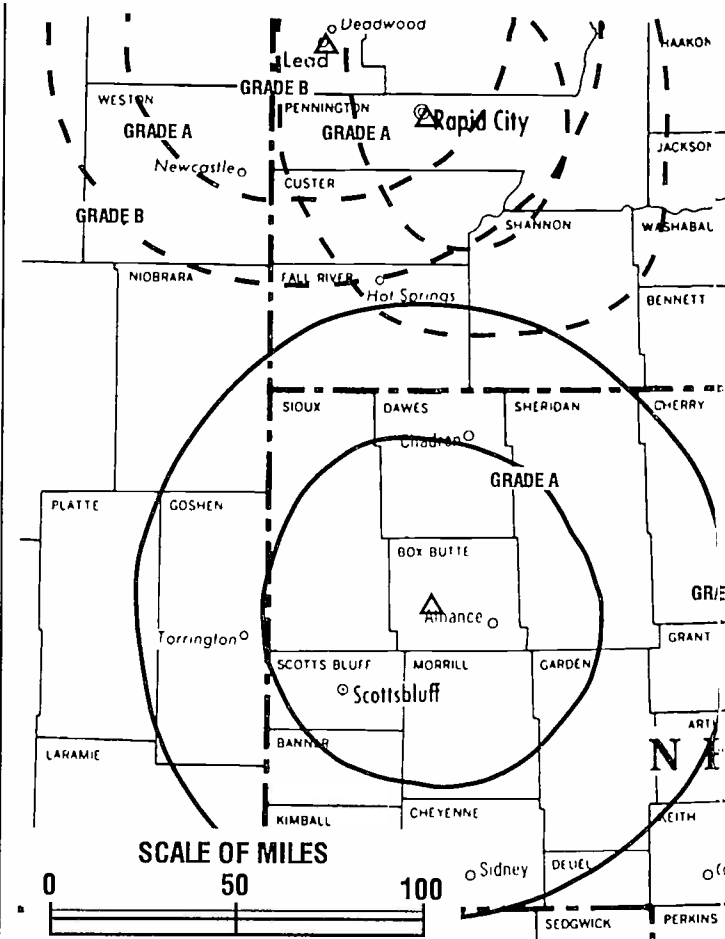 Deadwood
Lead
HAAKON
GRADE B
WESTON
PENNINGTON
GRADE A
GRADE A
Rapid City
JACKSON
Newcastle
CUSTER
GRADE B
SHANNON
WASHABAU
NIOBRARA
FALL RIVER
Hot Springs
BENNETT
SIOUX
DAWES
SHERIDAN
CHERRY
Chadron
GRADE A
PLATTE
GOSHEN
BOX BUTTE
Alliance
GRANT
Torrington
SCOTTS BLUFF
MORRILL
GARDEN
Scottsbluff
BANNER
LARAMIE
N
KIMBALL
CHEYENNE
KEITH
SCALE OF MILES
Sidney
DEUEL
0 50 100
SEDGWICK
PERKINS